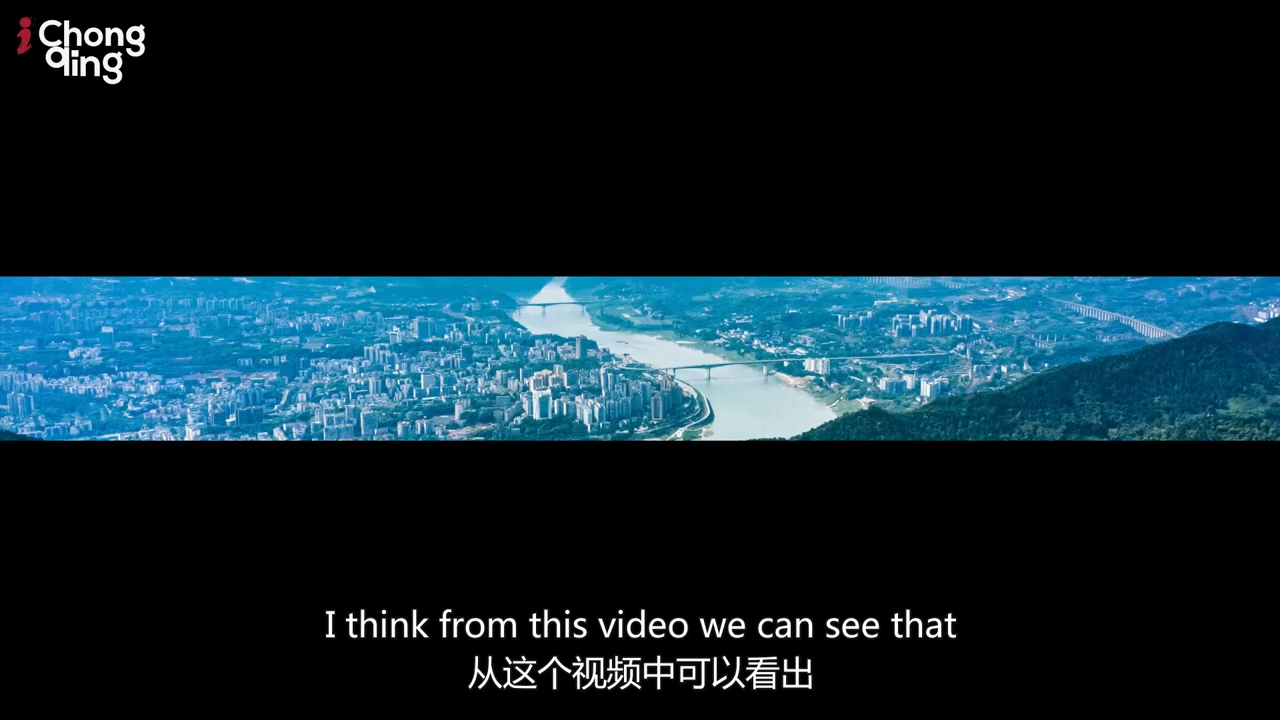 iChong
qing
I think from this video we can see that
从这个视频中可以看出